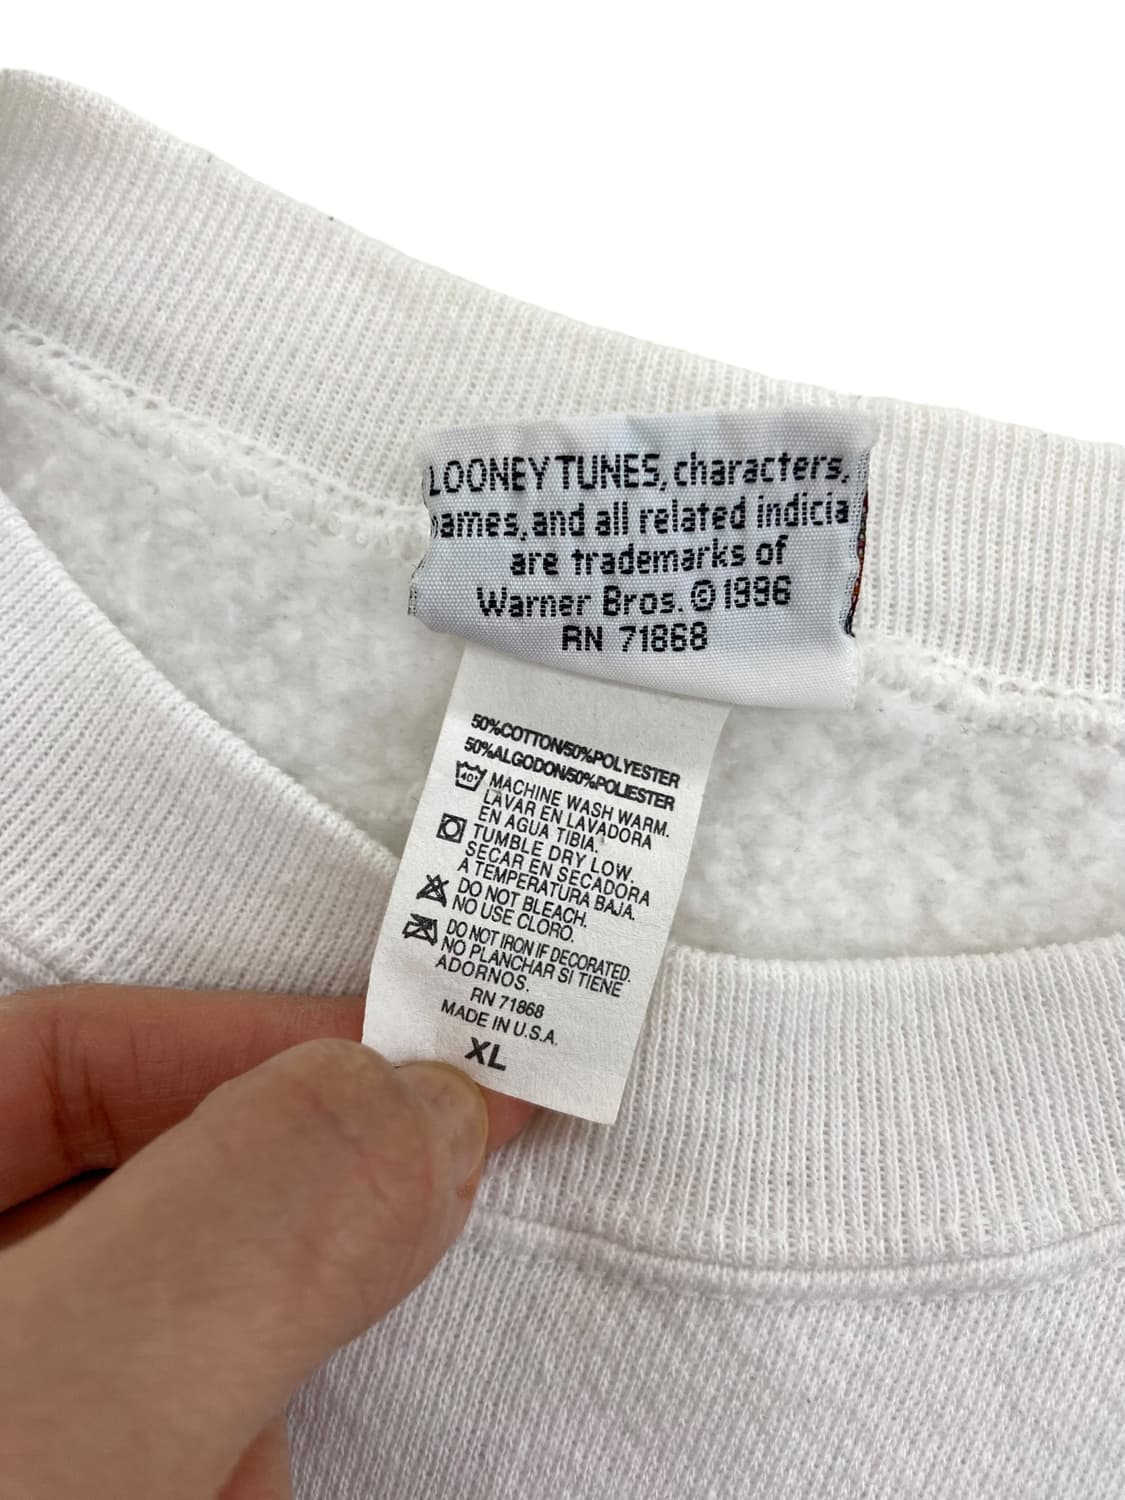 LOONEY TUNES, characters,
names, and all related indicia
are trademarks of
Warner Bros. © 1996
RN 71868
50%COTTON/50%POLYESTER
50%ALGODON/50%POLIESTER
40°
MACHINE WASH WARM.
LAVAR EN LAVADORA
EN AGUA TIBIA.
TUMBLE DRY LOW.
SECAR EN SECADORA
A TEMPERATURA BAJA.
DO NOT BLEACH.
NO USE CLORO.
DO NOT IRON IF DECORATED.
NO PLANCHAR SI TIENE
ADORNOS.
RN 71868
MADE IN U.S.A.
XL